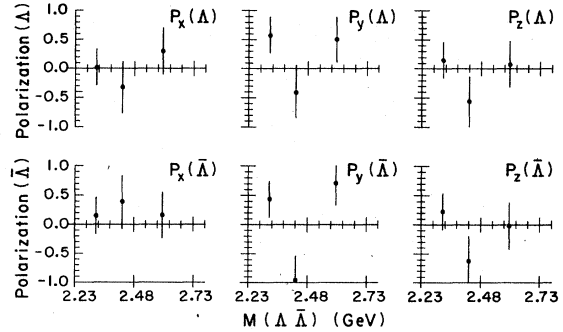 Polarization (Λ)
1.0
0.5
0.0
-0.5
-1.0
Px (Λ)
Py (Λ)
Pz (Λ)
Polarization (Λ̄)
1.0
0.5
0.0
-0.5
-1.0
Px (Λ̄)
Py (Λ̄)
Pz (Λ̄)
2.23 2.48 2.73
2.23 2.48 2.73
2.23 2.48 2.73
M (Λ Λ̄) (GeV)